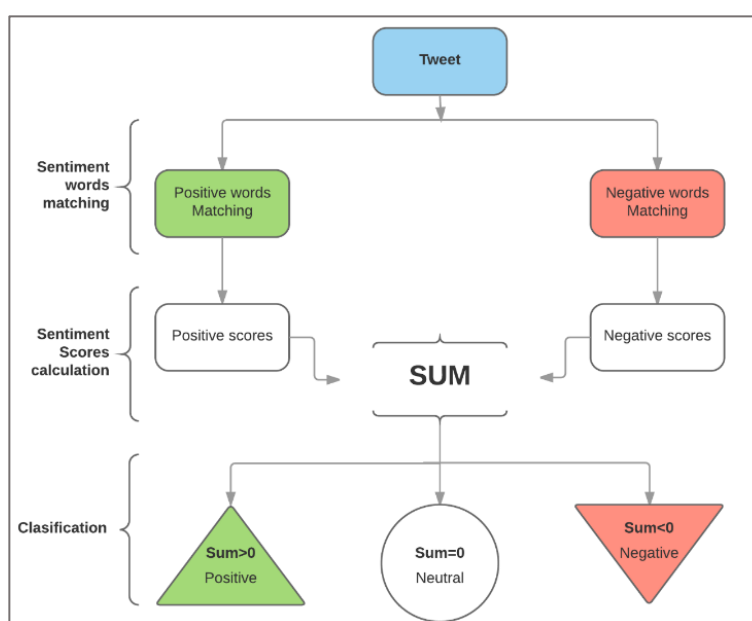 Tweet
Sentiment
words
matching
Positive words
Matching
Negative words
Matching
Sentiment
Scores
calculation
Positive scores
SUM
Negative scores
Clasification
Sum>0
Positive
Sum=0
Neutral
Sum<0
Negative